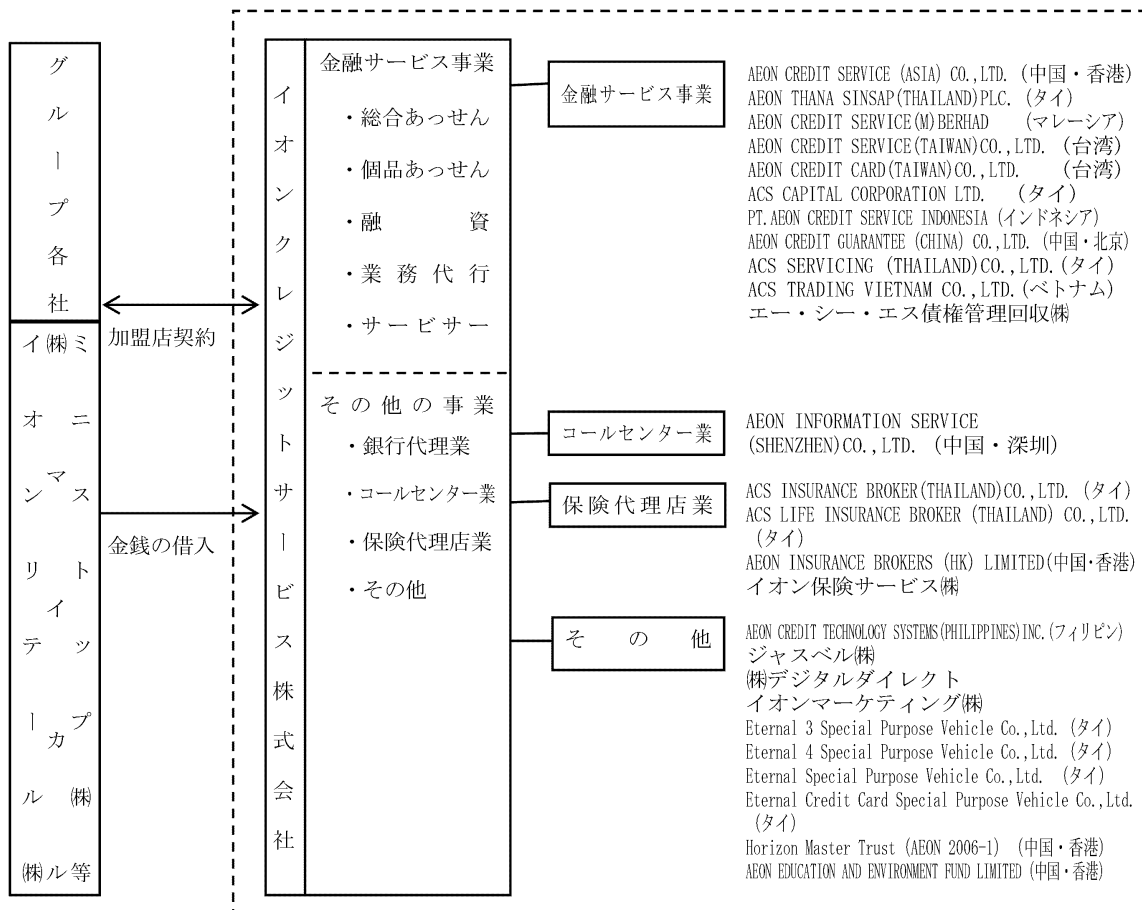 グループ各社
イオンリテール㈱
㈱マイカル
ミニストップ㈱等
加盟店契約
金銭の借入
イオンクレジットサービス株式会社
金融サービス事業
・総合あっせん
・個品あっせん
・融資
・業務代行
・サービサー
その他の事業
・銀行代理業
・コールセンター業
・保険代理店業
・その他
金融サービス事業
AEON CREDIT SERVICE (ASIA) CO.,LTD. (中国・香港)
AEON THANA SINSAP(THAILAND)PLC. (タイ)
AEON CREDIT SERVICE(M)BERHAD (マレーシア)
AEON CREDIT SERVICE(TAIWAN)CO.,LTD. (台湾)
AEON CREDIT CARD(TAIWAN)CO.,LTD. (台湾)
ACS CAPITAL CORPORATION LTD. (タイ)
PT.AEON CREDIT SERVICE INDONESIA (インドネシア)
AEON CREDIT GUARANTEE (CHINA) CO.,LTD. (中国・北京)
ACS SERVICING (THAILAND)CO.,LTD.(タイ)
ACS TRADING VIETNAM CO.,LTD.(ベトナム)
エー・シー・エス債権管理回収㈱
コールセンター業
AEON INFORMATION SERVICE
(SHENZHEN)CO.,LTD. (中国・深圳)
保険代理店業
ACS INSURANCE BROKER(THAILAND)CO.,LTD. (タイ)
ACS LIFE INSURANCE BROKER (THAILAND) CO.,LTD.
(タイ)
AEON INSURANCE BROKERS (HK) LIMITED(中国・香港)
イオン保険サービス㈱
その他
AEON CREDIT TECHNOLOGY SYSTEMS(PHILIPPINES)INC.(フィリピン)
ジャスベル㈱
㈱デジタルダイレクト
イオンマーケティング㈱
Eternal 3 Special Purpose Vehicle Co.,Ltd. (タイ)
Eternal 4 Special Purpose Vehicle Co.,Ltd. (タイ)
Eternal Special Purpose Vehicle Co.,Ltd. (タイ)
Eternal Credit Card Special Purpose Vehicle Co.,Ltd.
(タイ)
Horizon Master Trust (AEON 2006-1) (中国・香港)
AEON EDUCATION AND ENVIRONMENT FUND LIMITED (中国・香港)